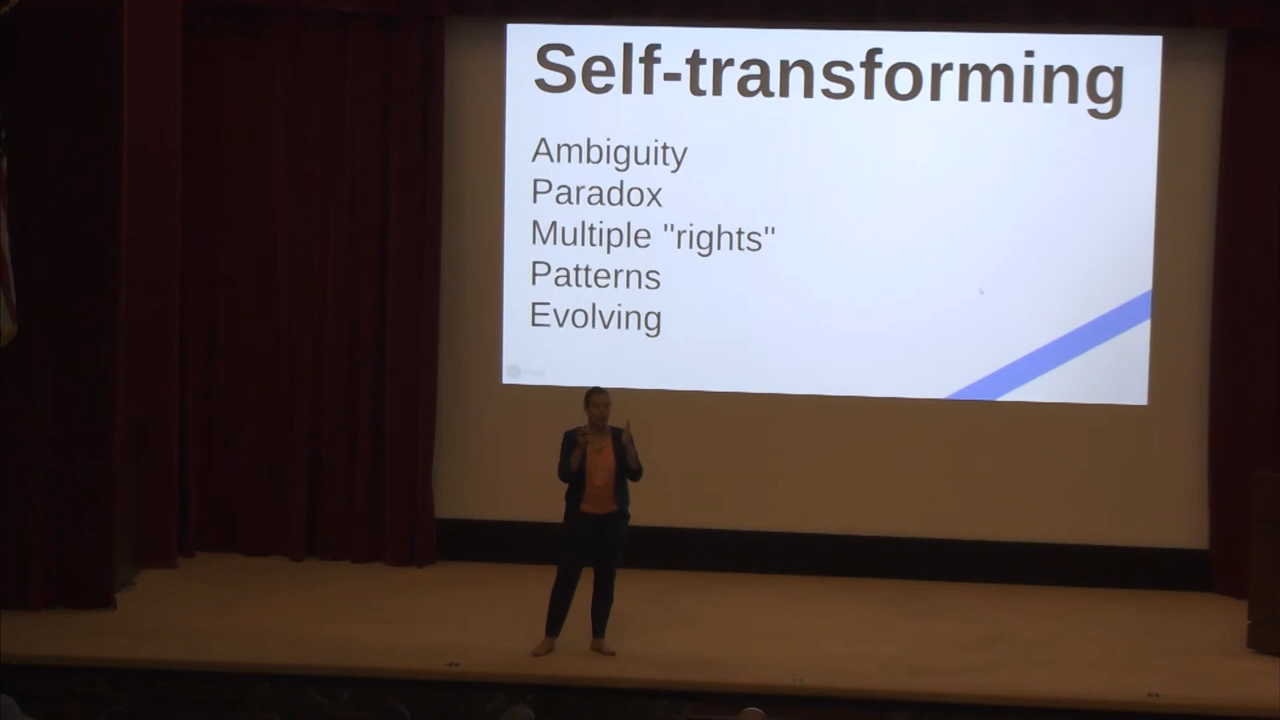 Self-transforming
Ambiguity
Paradox
Multiple "rights"
Patterns
Evolving